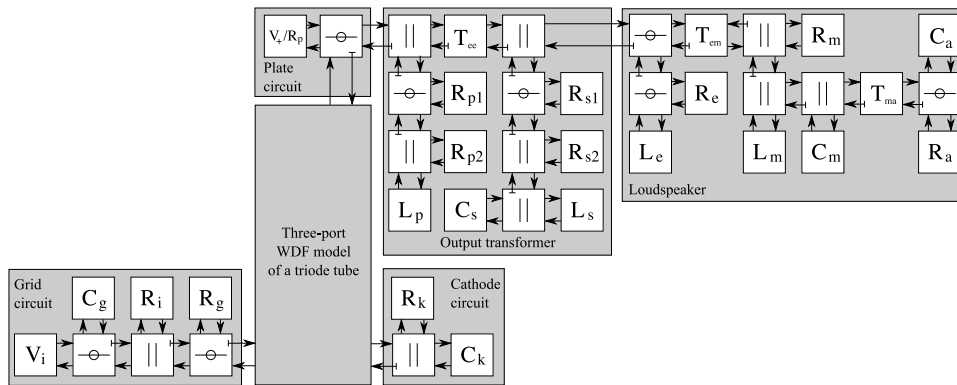 V+/Rp
Plate
circuit
||
Tee
||
Rp1
Rs1
||
Rp2
||
Rs2
Lp
Cs
||
Ls
Output transformer
Tem
||
Rm
Ca
Re
||
||
Tma
Le
Lm
Cm
Ra
Loudspeaker
Three-port
WDF model
of a triode tube
Grid
circuit
Cg
Ri
Rg
Vi
||
Rk
Cathode
circuit
||
Ck